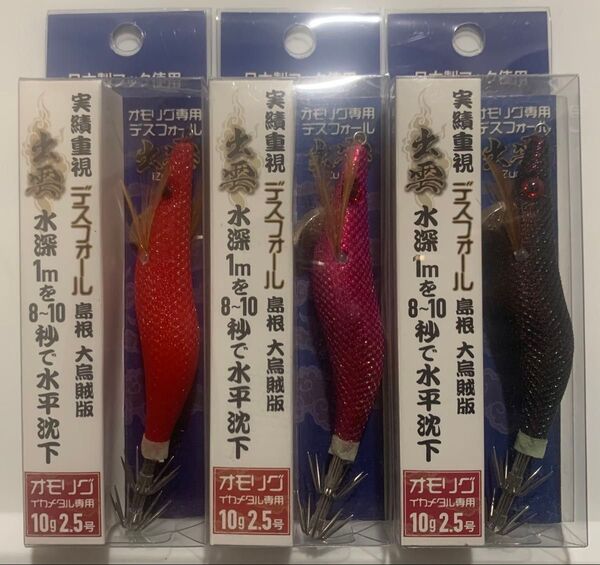 日本製フック使用
オモリグ専用
デスフォール
実績重視 デスフォール 島根 大烏賊版
出雲
水深1mを8~10秒で水平沈下
オモリグ
イカメタル専用
10g 2.5号
日本製フック使用
オモリグ専用
デスフォール
実績重視 デスフォール 島根 大烏賊版
出雲
水深1mを8~10秒で水平沈下
オモリグ
イカメタル専用
10g 2.5号
日本製フック使用
オモリグ専用
デスフォール
実績重視 デスフォール 島根 大烏賊版
出雲
水深1mを8~10秒で水平沈下
オモリグ
イカメタル専用
10g 2.5号